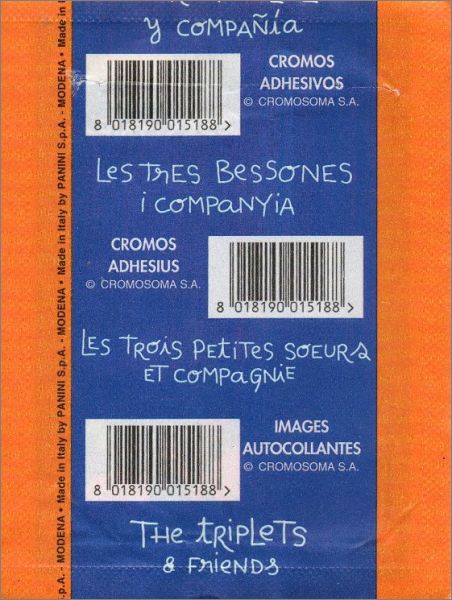 y COMPAÑÍA
CROMOS
ADHESIVOS
© CROMOSOMA S.A.
8 018190 015188 >
LES TRES BESSONES
i COMPANYIA
CROMOS
ADHESIUS
© CROMOSOMA S.A.
8 018190 015188 >
LES TROIS PETITES SOEURS
ET COMPAGNIE
IMAGES
AUTOCOLLANTES
© CROMOSOMA S.A.
8 018190 015188 >
THE TRIPLETS
& FRIENDS
S.p.A. - MODENA • Made in Italy by PANINI S.p.A. - MODENA • Made in Italy by PANINI S.p.A. - MODENA • Made in